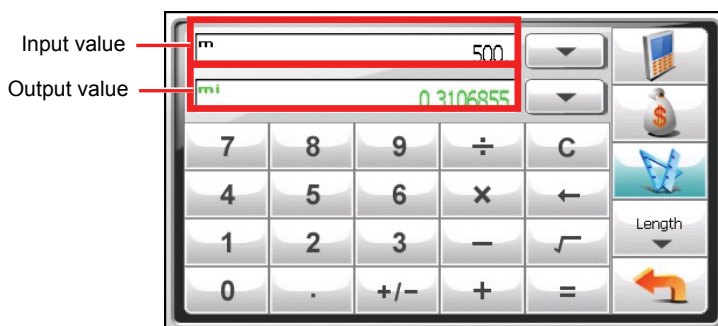 Input value
m 500.
Output value
mi 0.3106855
7 8 9 ÷ C
4 5 6 × ←
Length
1 2 3 − √
0 . +/− + =
$